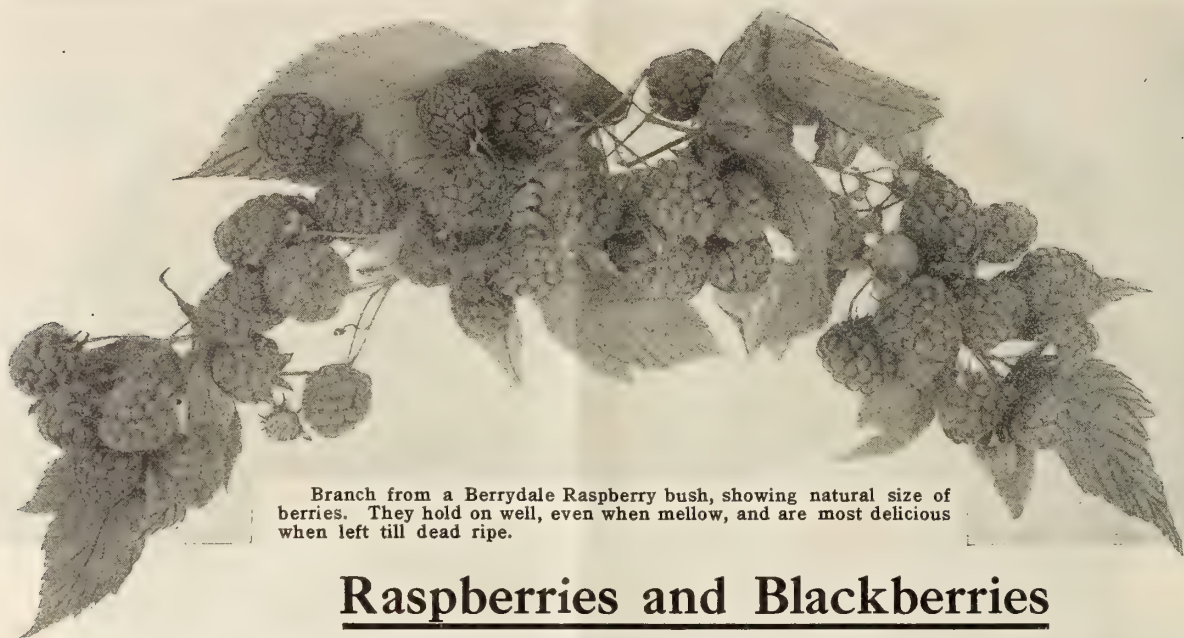 Branch from a Berrydale Raspberry bush, showing natural size of
berries. They hold on well, even when mellow, and are most delicious
when left till dead ripe.
Raspberries and Blackberries